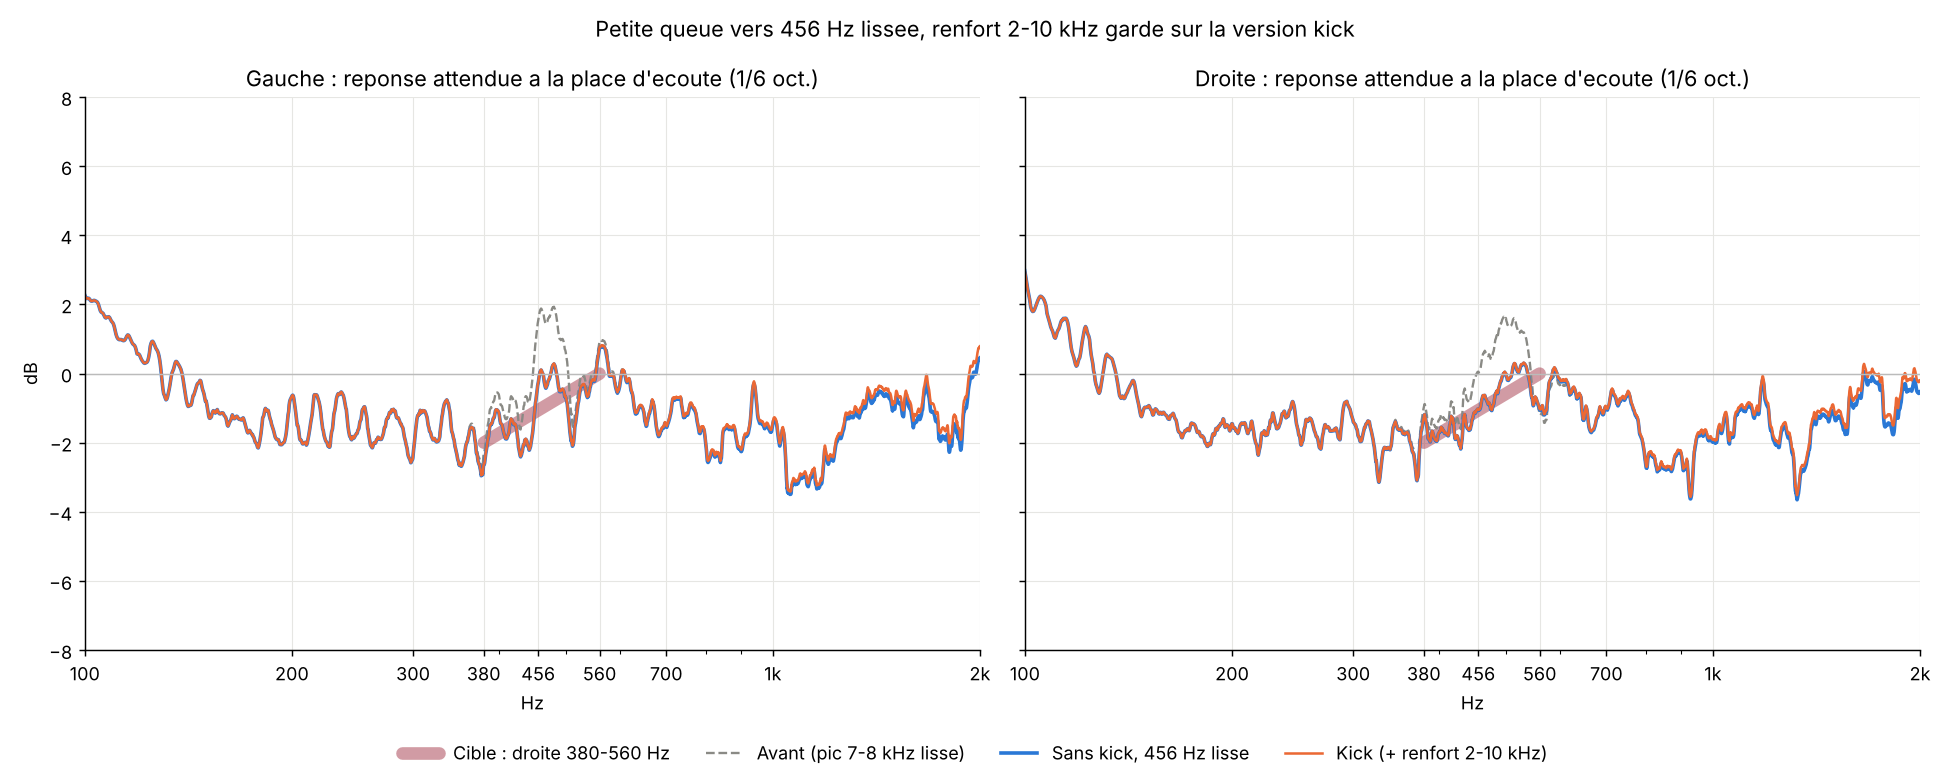 Petite queue vers 456 Hz lissee, renfort 2-10 kHz garde sur la version kick
Gauche : reponse attendue a la place d'ecoute (1/6 oct.)
Droite : reponse attendue a la place d'ecoute (1/6 oct.)
8
6
4
2
0
−2
−4
−6
−8
dB
100 200 300 380 456 560 700 1k 2k
Hz
100 200 300 380 456 560 700 1k 2k
Hz
Cible : droite 380-560 Hz
Avant (pic 7-8 kHz lisse)
Sans kick, 456 Hz lisse
Kick (+ renfort 2-10 kHz)